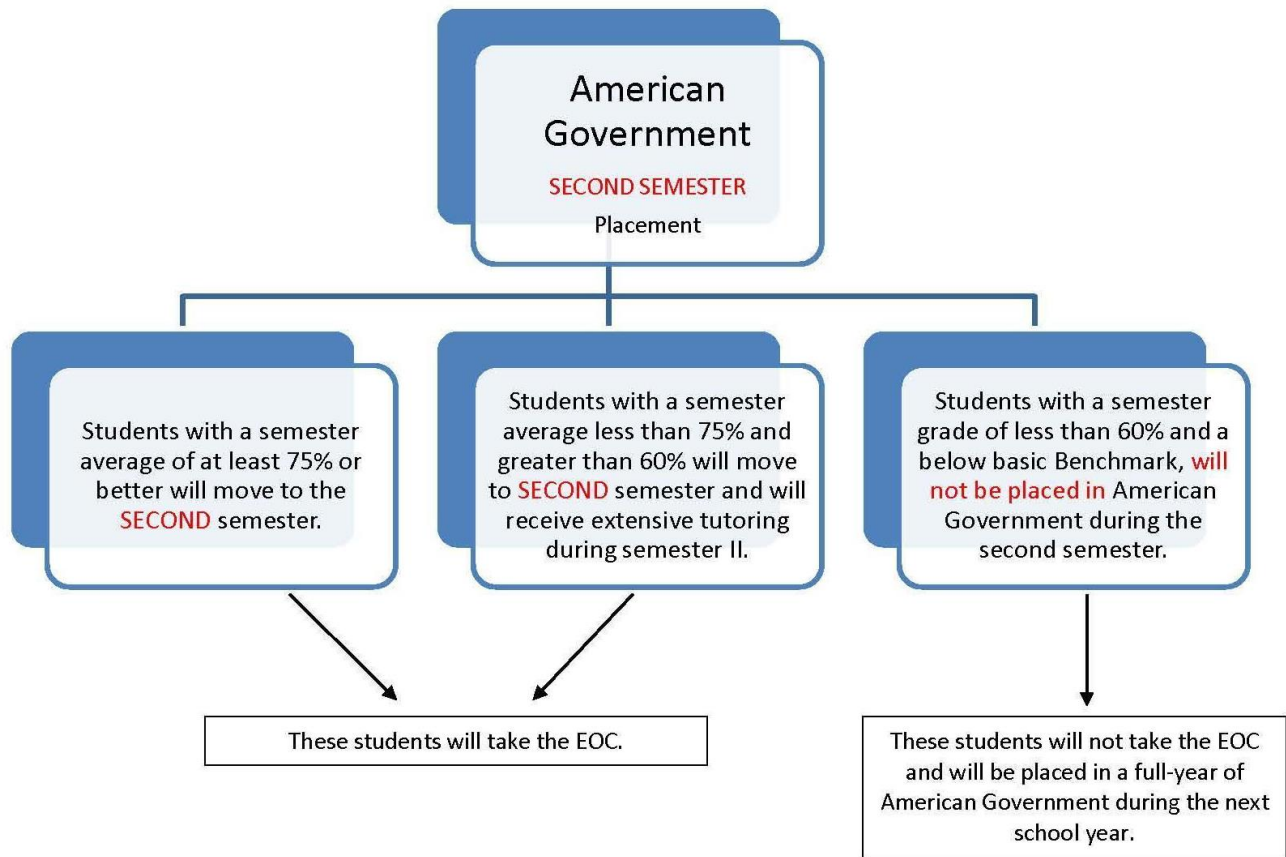 American
Government
SECOND SEMESTER
Placement
Students with a semester
average of at least 75% or
better will move to the
SECOND semester.
Students with a semester
average less than 75% and
greater than 60% will move
to SECOND semester and will
receive extensive tutoring
during semester II.
Students with a semester
grade of less than 60% and a
below basic Benchmark, will
not be placed in American
Government during the
second semester.
These students will take the EOC.
These students will not take the EOC
and will be placed in a full-year of
American Government during the next
school year.